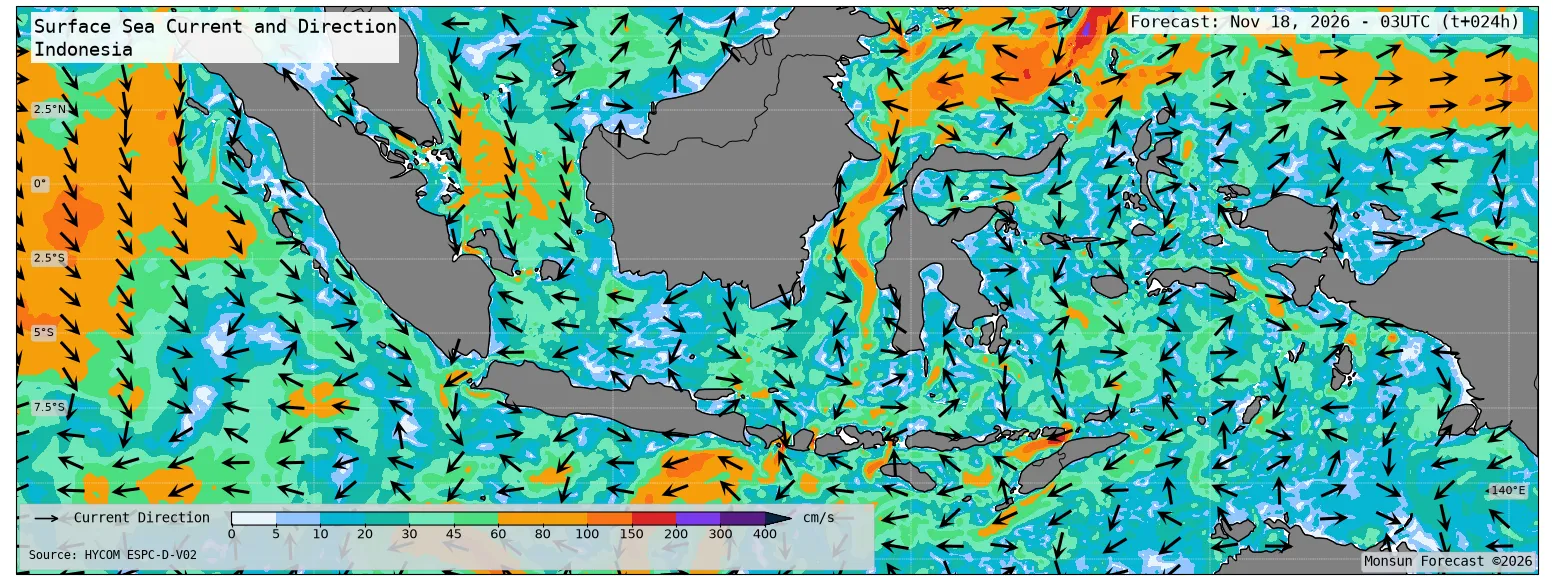 Surface Sea Current and Direction
Indonesia
Forecast: Nov 18, 2026 - 03UTC (t+024h)
2.5°N
0°
2.5°S
5°S
7.5°S
140°E
Current Direction
0 5 10 20 30 45 60 80 100 150 200 300 400 cm/s
Source: HYCOM ESPC-D-V02
Monsun Forecast ©2026